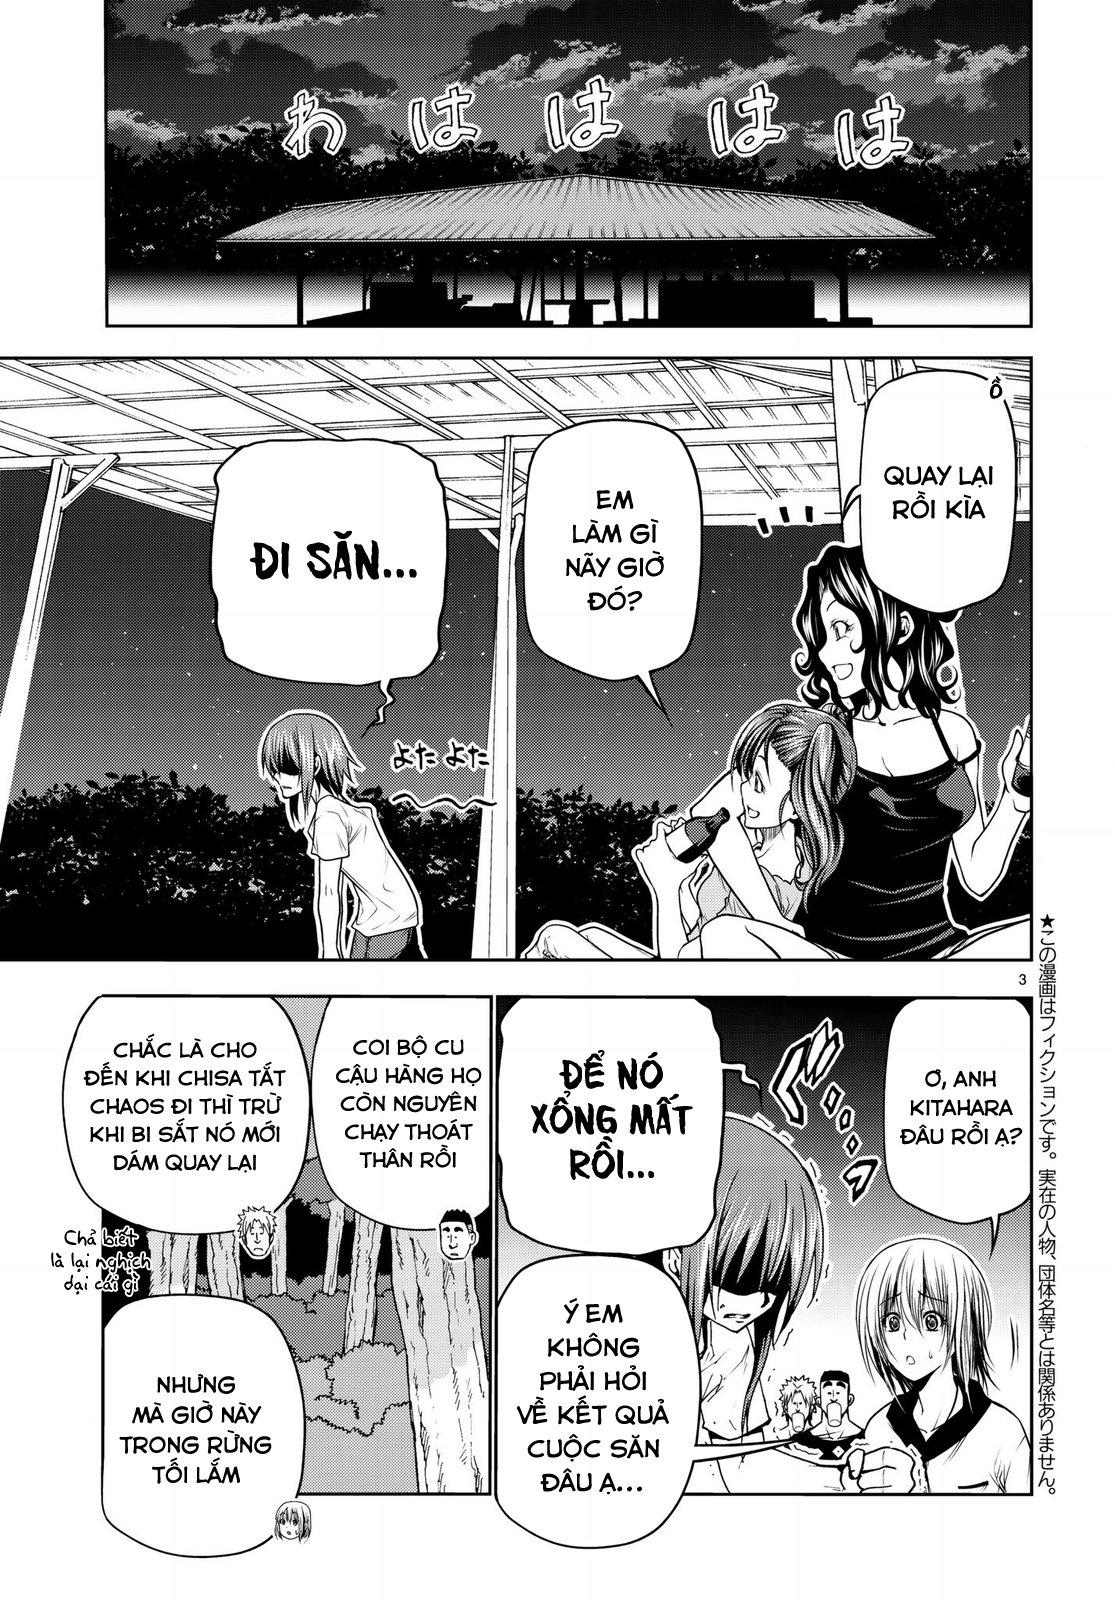 わははは
は
ồ
QUAY LẠI
RỒI KÌA
EM
LÀM GÌ
NÃY GIỜ
ĐÓ?
ĐI SĂN...
よた よた
3
Ơ, ANH
KITAHARA
ĐÂU RỒI Ạ?
ĐỂ NÓ
XỔNG MẤT
RỒI...
Ý EM
KHÔNG
PHẢI HỎI
VỀ KẾT QUẢ
CUỘC SĂN
ĐÂU Ạ...
COI BỘ CU
CẬU HÀNG HỌ
CÒN NGUYÊN
CHẠY THOÁT
THÂN RỒI
CHẮC LÀ CHO
ĐẾN KHI CHISA TẮT
CHAOS ĐI THÌ TRỪ
KHI BI SẮT NÓ MỚI
DÁM QUAY LẠI
Chả biết
là lại nghịch
dại cái gì
NHƯNG
MÀ GIỜ NÀY
TRONG RỪNG
TỐI LẮM
★この漫画はフィクションです。実在の人物、団体名等とは関係ありません。